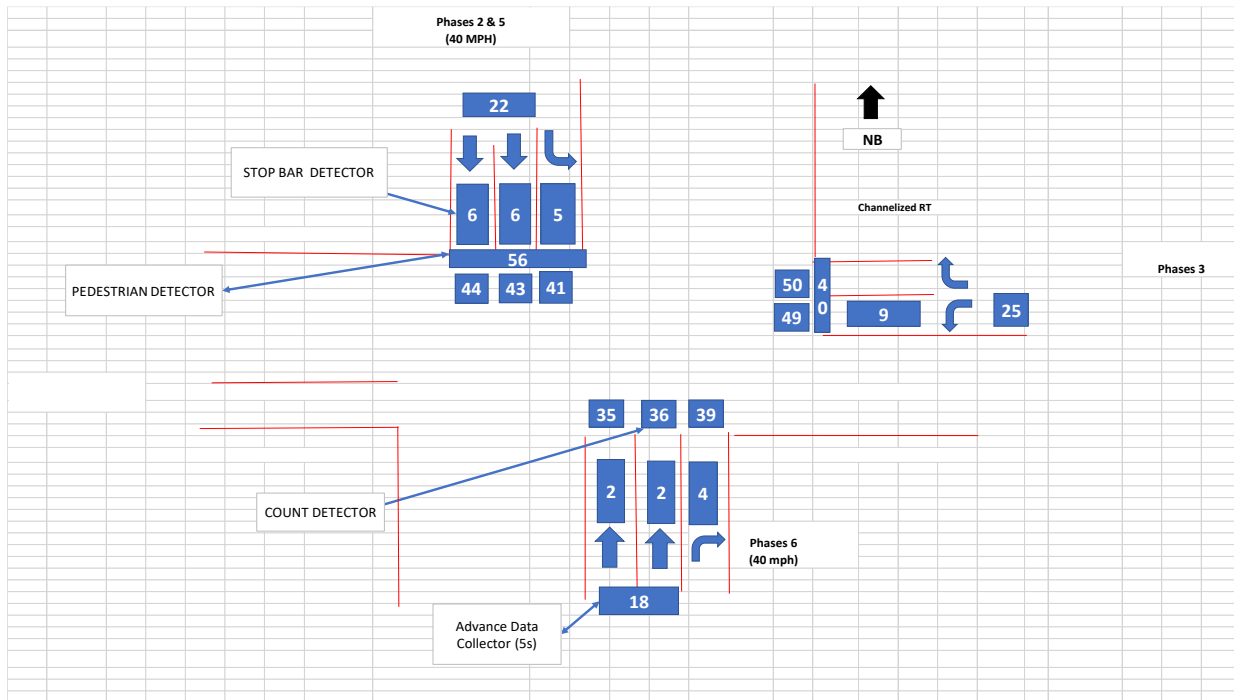 Phases 2 & 5
(40 MPH)
22
NB
STOP BAR  DETECTOR
6
6
5
Channelized RT
56
Phases 3
PEDESTRIAN DETECTOR
44
43
41
50
4
0
49
9
25
35
36
39
2
2
4
COUNT DETECTOR
Phases 6
(40 mph)
18
Advance Data
Collector (5s)